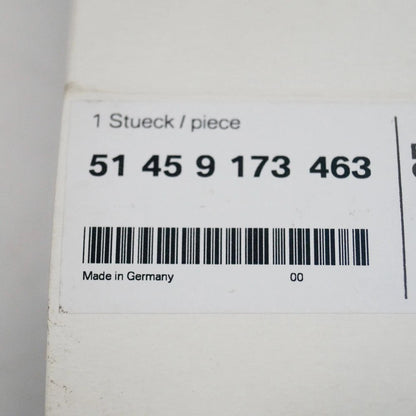 1 Stueck / piece
51 45 9 173 463
Made in Germany 00